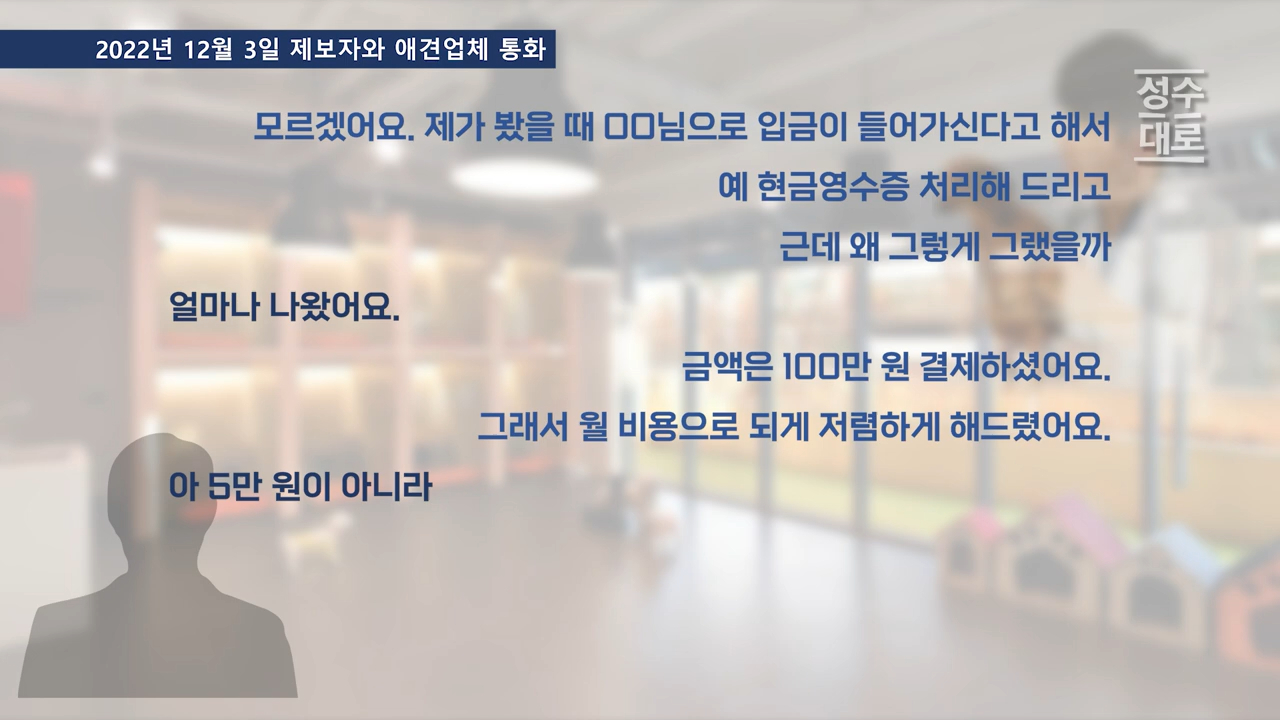 2022년 12월 3일 제보자와 애견업체 통화
성수
대로
모르겠어요. 제가 봤을 때 ㅁㅁ님으로 입금이 들어가신다고 해서
예 현금영수증 처리해 드리고
근데 왜 그렇게 그랬을까
얼마나 나왔어요.
금액은 100만 원 결제하셨어요.
그래서 월 비용으로 되게 저렴하게 해드렸어요.
아 5만 원이 아니라